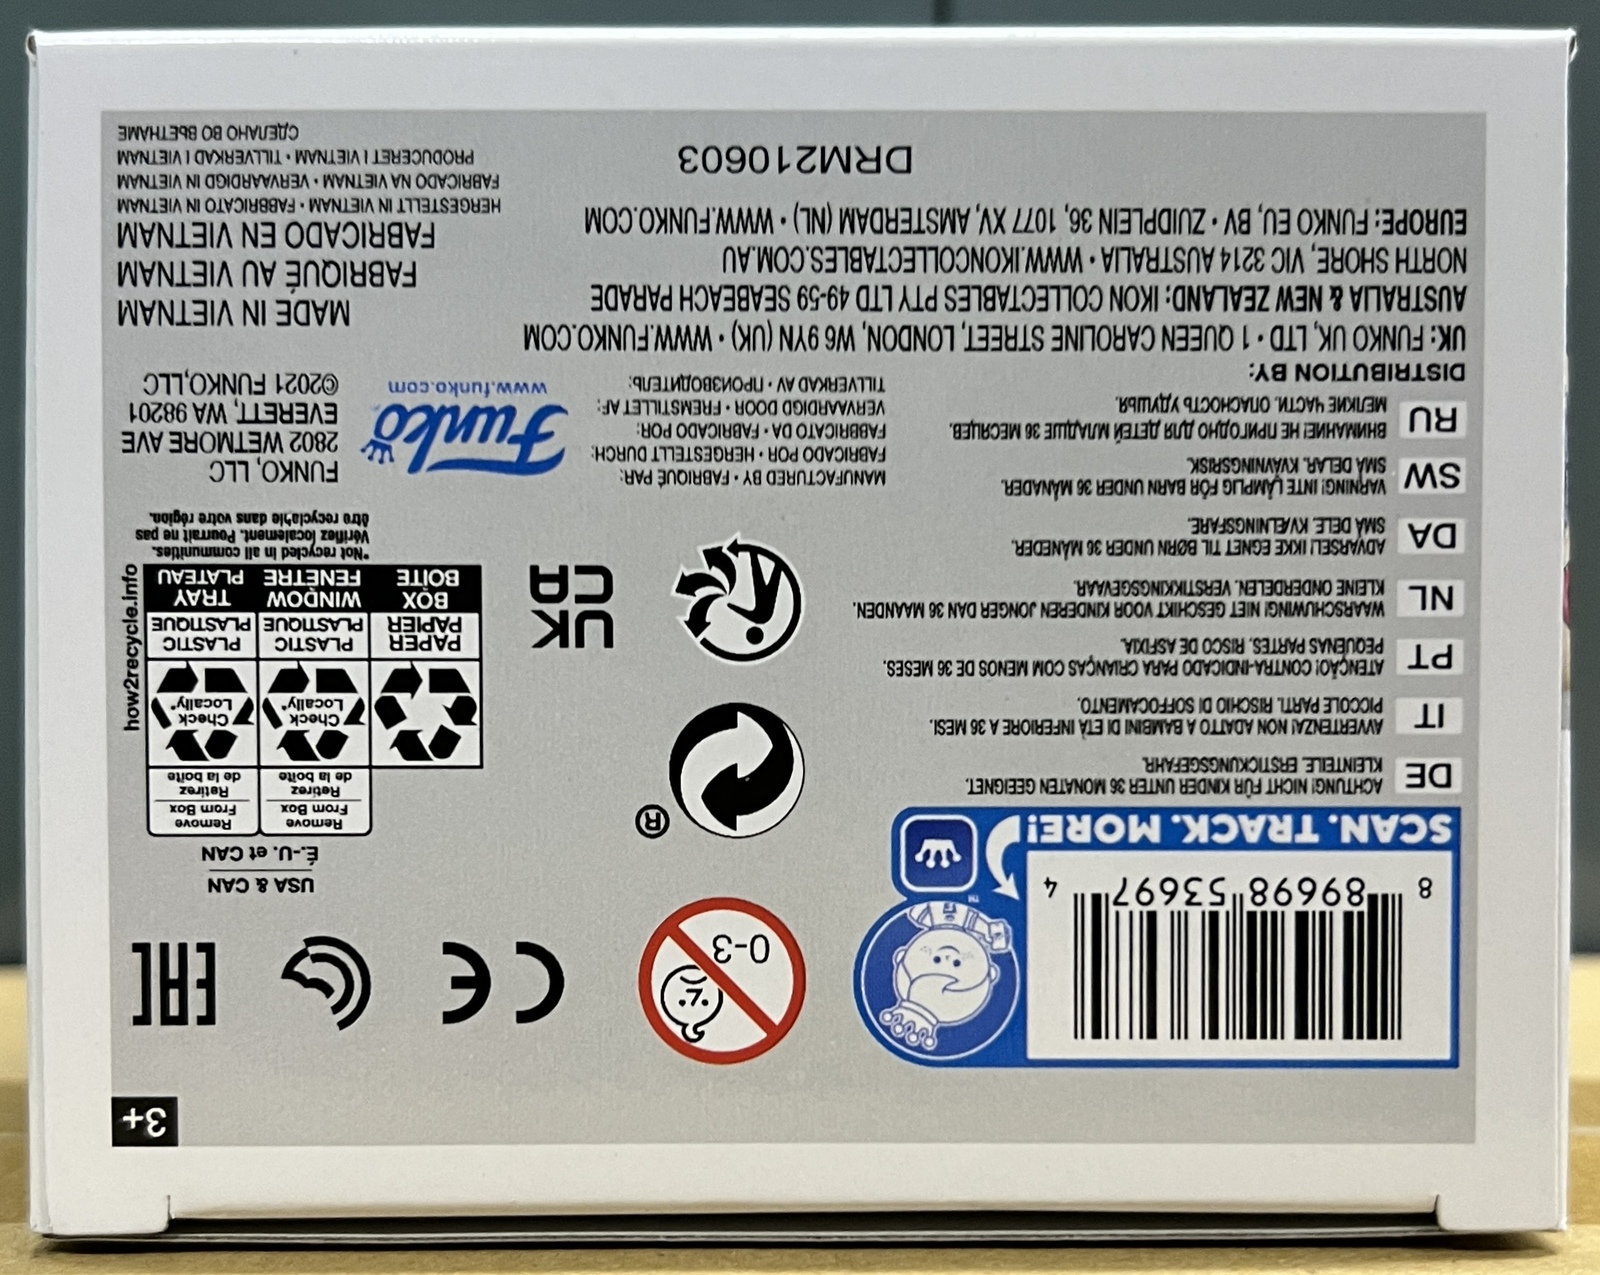 3+
8 89698 53697 4
SCAN. TRACK. MORE!
TM
DE
ACHTUNG! NICHT FÜR KINDER UNTER 36 MONATEN GEEIGNET.
KLEINTEILE. ERSTICKUNGSGEFAHR.
IT
AVVERTENZA! NON ADATTO A BAMBINI DI ETÀ INFERIORE A 36 MESI.
PICCOLE PARTI. RISCHIO DI SOFFOCAMENTO.
PT
ATENÇÃO! CONTRA-INDICADO PARA CRIANÇAS COM MENOS DE 36 MESES.
PEQUENAS PARTES. RISCO DE ASFIXIA.
NL
WAARSCHUWING! NIET GESCHIKT VOOR KINDEREN JONGER DAN 36 MAANDEN.
KLEINE ONDERDELEN. VERSTIKKINGSGEVAAR.
DA
ADVARSEL! IKKE EGNET TIL BØRN UNDER 36 MÅNEDER.
SMÅ DELE. KVÆLNINGSFARE.
SW
VARNING! INTE LÄMPLIG FÖR BARN UNDER 36 MÅNADER.
SMÅ DELAR. KVÄVNINGSRISK.
RU
ВНИМАНИЕ! НЕ ПРИГОДНО ДЛЯ ДЕТЕЙ МЛАДШЕ 36 МЕСЯЦЕВ.
МЕЛКИЕ ЧАСТИ. ОПАСНОСТЬ УДУШЬЯ.
0-3
CE
EAC
®
UK
CA
USA & CAN
É.-U. et CAN
Remove
From Box
Retirez
de la boîte
Remove
From Box
Retirez
de la boîte
Check
Locally*
Check
Locally*
PAPER
PAPIER
BOX
BOÎTE
PLASTIC
PLASTIQUE
WINDOW
FENÊTRE
PLASTIC
PLASTIQUE
TRAY
PLATEAU
how2recycle.info
*Not recycled in all communities.
Vérifiez localement. Pourrait ne pas
être recyclable dans votre région.
MANUFACTURED BY • FABRIQUÉ PAR:
FABRICADO POR • HERGESTELLT DURCH:
FABBRICATO DA • FABRICADO POR:
VERVAARDIGD DOOR • FREMSTILLET AF:
TILLVERKAD AV • ПРОИЗВОДИТЕЛЬ:
Funko
www.funko.com
FUNKO, LLC
2802 WETMORE AVE
EVERETT, WA 98201
©2021 FUNKO,LLC
DISTRIBUTION BY:
UK: FUNKO UK, LTD • 1 QUEEN CAROLINE STREET, LONDON, W6 9YN (UK) • WWW.FUNKO.COM
AUSTRALIA & NEW ZEALAND: IKON COLLECTABLES PTY LTD 49-59 SEABEACH PARADE
NORTH SHORE, VIC 3214 AUSTRALIA • WWW.IKONCOLLECTABLES.COM.AU
EUROPE: FUNKO EU, BV • ZUIDPLEIN 36, 1077 XV, AMSTERDAM (NL) • WWW.FUNKO.COM
DRM210603
MADE IN VIETNAM
FABRIQUÉ AU VIETNAM
FABRICADO EN VIETNAM
HERGESTELLT IN VIETNAM • FABBRICATO IN VIETNAM
FABRICADO NA VIETNAM • VERVAARDIGD IN VIETNAM
PRODUCERET I VIETNAM • TILLVERKAD I VIETNAM
СДЕЛАНО ВО ВЬЕТНАМЕ